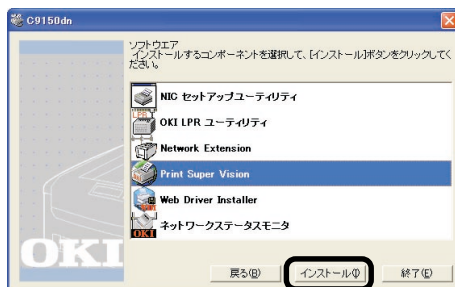 C9150dn
ソフトウエア
インストールするコンポーネントを選択して、[インストール]ボタンをクリックしてく
ださい。
NIC セットアップユーティリティ
LPR
OKI LPR ユーティリティ
Network Extension
Print Super Vision
Web Driver Installer
OKI
ネットワークステータスモニタ
OKI
戻る(B)
インストール(I)
終了(E)